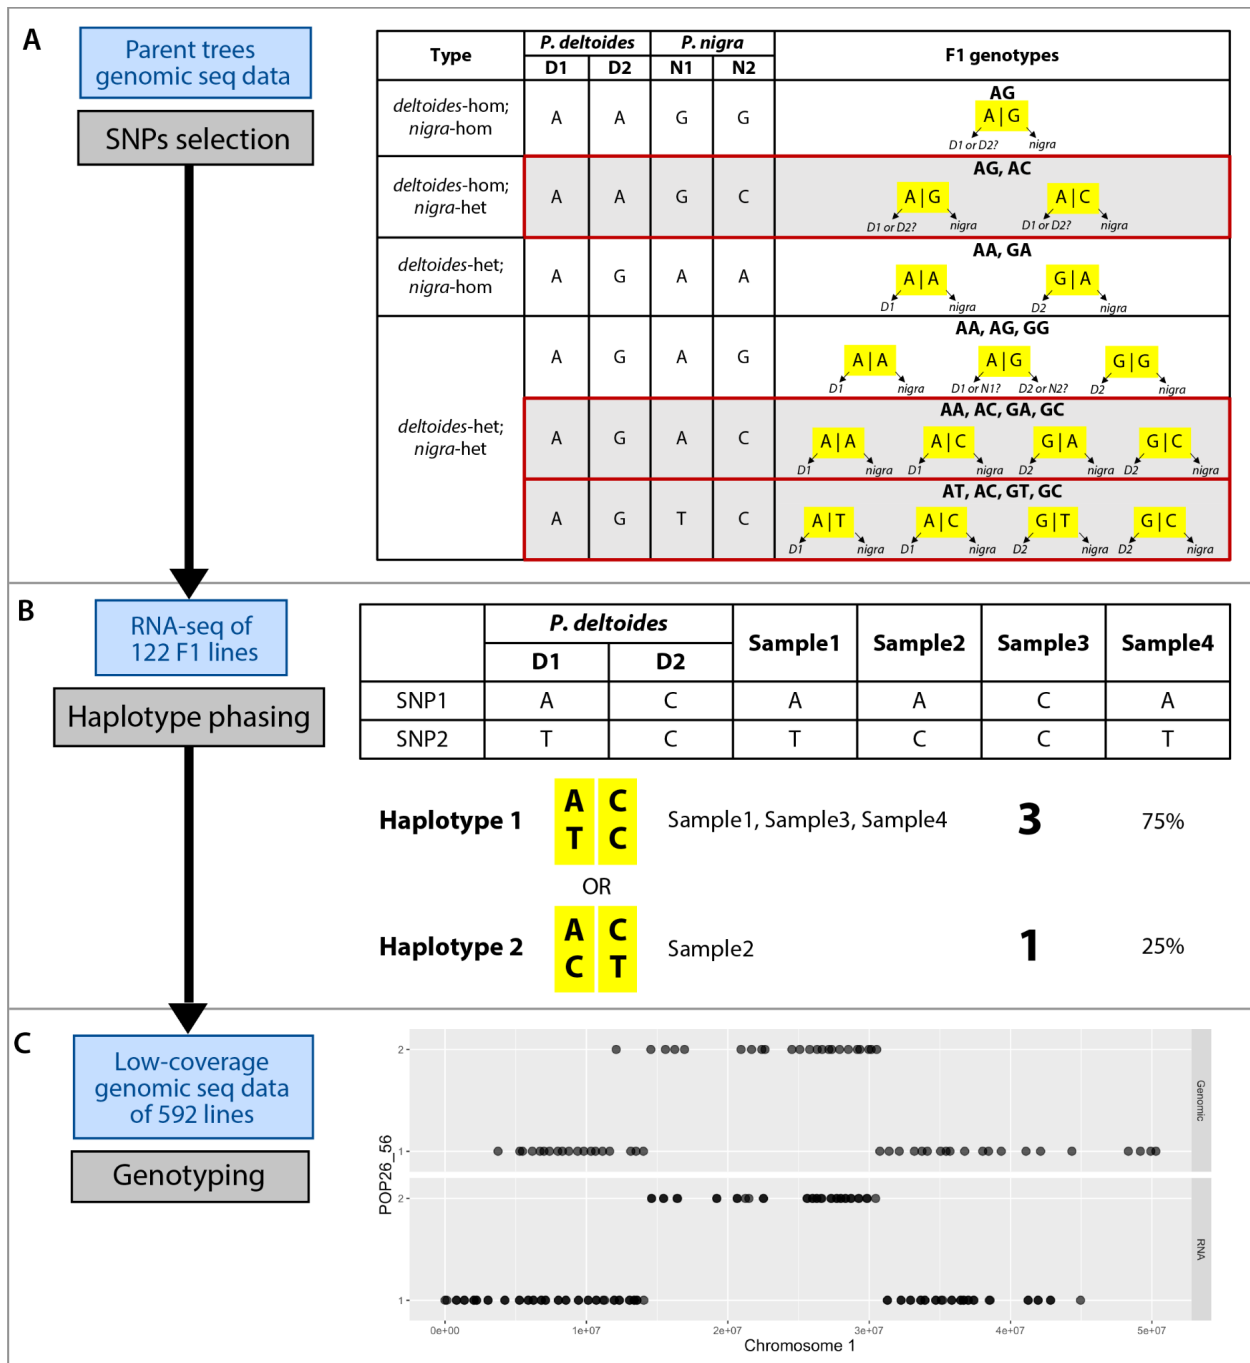 A
Parent trees
genomic seq data
SNPs selection
Type
P. deltoides
P. nigra
F1 genotypes
D1 D2 N1 N2
deltoides-hom;
nigra-hom
A A G G
AG
A|G
D1 or D2? nigra
deltoides-hom;
nigra-het
A A G C
AG, AC
A|G A|C
D1 or D2? nigra D1 or D2? nigra
deltoides-het;
nigra-hom
A G A A
AA, GA
A|A G|A
D1 nigra D2 nigra
deltoides-het;
nigra-het
A G A G
AA, AG, GG
A|A A|G G|G
D1 nigra D1 or N1? D2 or N2? D2 nigra
A G A C
AA, AC, GA, GC
A|A A|C G|A G|C
D1 nigra D1 nigra D2 nigra D2 nigra
A G T C
AT, AC, GT, GC
A|T A|C G|T G|C
D1 nigra D1 nigra D2 nigra D2 nigra
B
RNA-seq of
122 F1 lines
Haplotype phasing
P. deltoides
Sample1 Sample2 Sample3 Sample4
D1 D2
SNP1 A C A A C A
SNP2 T C T C C T
Haplotype 1
A C
T C
Sample1, Sample3, Sample4 3 75%
OR
Haplotype 2
A C
C T
Sample2 1 25%
C
Low-coverage
genomic seq data
of 592 lines
Genotyping
POP26_56
2
1
Genomic
2
1
RNA
0e+00 1e+07 2e+07 3e+07 4e+07 5e+07
Chromosome 1